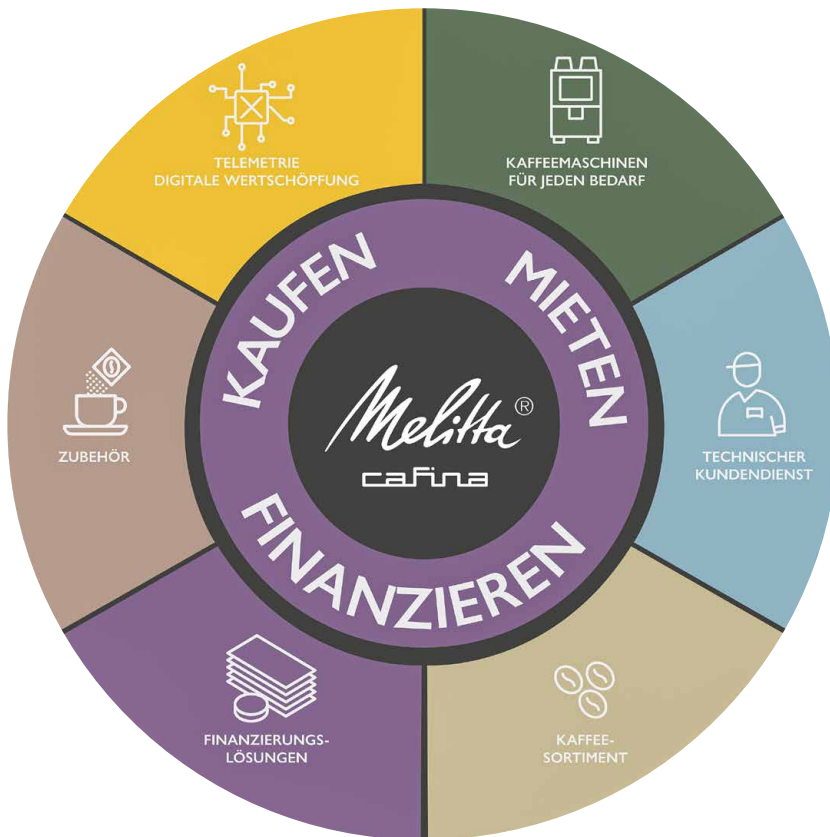 TELEMETRIE
DIGITALE WERTSCHÖPFUNG
KAFFEEMASCHINEN
FÜR JEDEN BEDARF
KAUFEN
MIETEN
ZUBEHÖR
Melitta®
cafina
TECHNISCHER
KUNDENDIENST
FINANZIEREN
FINANZIERUNGS-
LÖSUNGEN
KAFFEE-
SORTIMENT